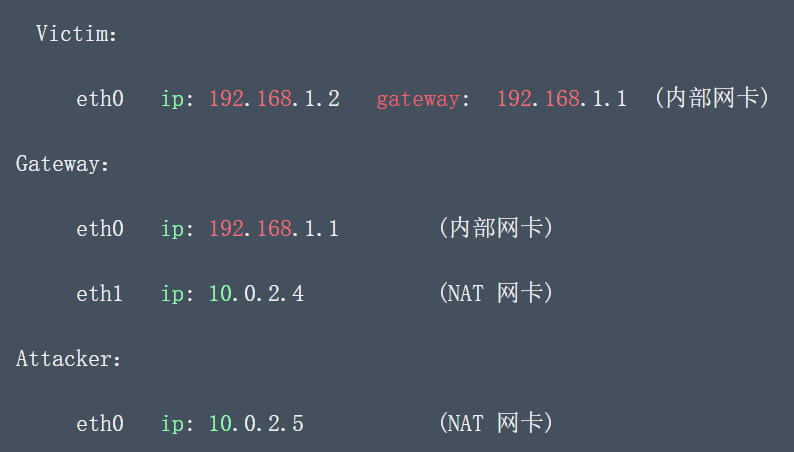 Victim：
eth0 ip: 192.168.1.2 gateway: 192.168.1.1 (内部网卡)
Gateway：
eth0 ip: 192.168.1.1 (内部网卡)
eth1 ip: 10.0.2.4 (NAT 网卡)
Attacker：
eth0 ip: 10.0.2.5 (NAT 网卡)